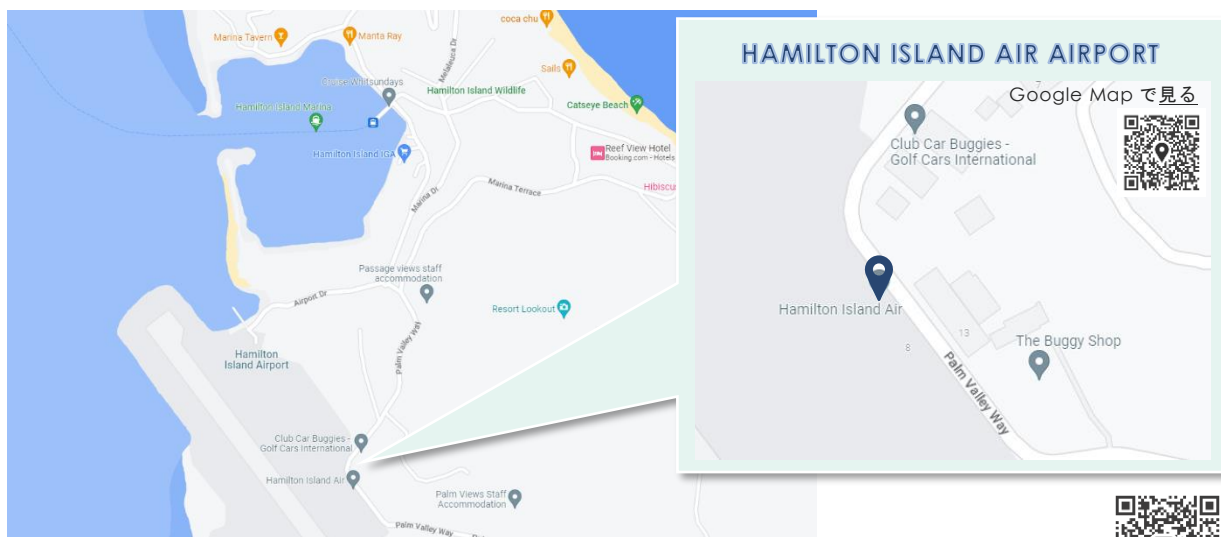 coca chu
Marina Tavern
Manta Ray
Melaleuca Dr
Sails
Cruise Whitsundays
Hamilton Island Wildlife
Hamilton Island Marina
Catseye Beach
Hamilton Island IGA
Reef View Hotel
Booking.com - Hotels
Marina Terrace
Hibiscu
Marina Dr
Passage views staff
accommodation
Airport Dr
Resort Lookout
Palm Valley Way
Hamilton
Island Airport
Club Car Buggies -
Golf Cars International
Hamilton Island Air
Palm Views Staff
Accommodation
Palm Valley Way
HAMILTON ISLAND AIR AIRPORT
Google Map で見る
Club Car Buggies -
Golf Cars International
Hamilton Island Air
13
8
The Buggy Shop
Palm Valley Way